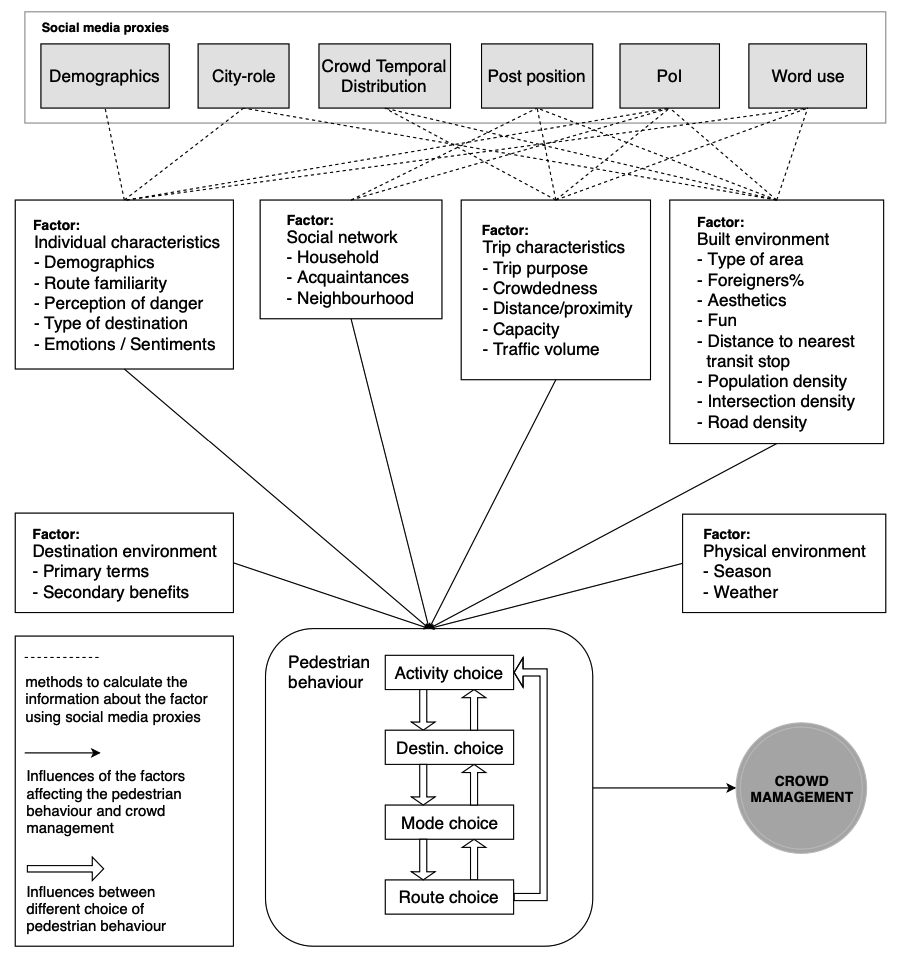 Social media proxies
Demographics
City-role
Crowd Temporal
Distribution
Post position
PoI
Word use
Factor:
Individual characteristics
- Demographics
- Route familiarity
- Perception of danger
- Type of destination
- Emotions / Sentiments
Factor:
Social network
- Household
- Acquaintances
- Neighbourhood
Factor:
Trip characteristics
- Trip purpose
- Crowdedness
- Distance/proximity
- Capacity
- Traffic volume
Factor:
Built environment
- Type of area
- Foreigners%
- Aesthetics
- Fun
- Distance to nearest
transit stop
- Population density
- Intersection density
- Road density
Factor:
Destination environment
- Primary terms
- Secondary benefits
Factor:
Physical environment
- Season
- Weather
methods to calculate the
information about the factor
using social media proxies
Influences of the factors
affecting the pedestrian
behaviour and crowd
management
Influences between
different choice of
pedestrian behaviour
Pedestrian
behaviour
Activity choice
Destin. choice
Mode choice
Route choice
CROWD
MAMAGEMENT